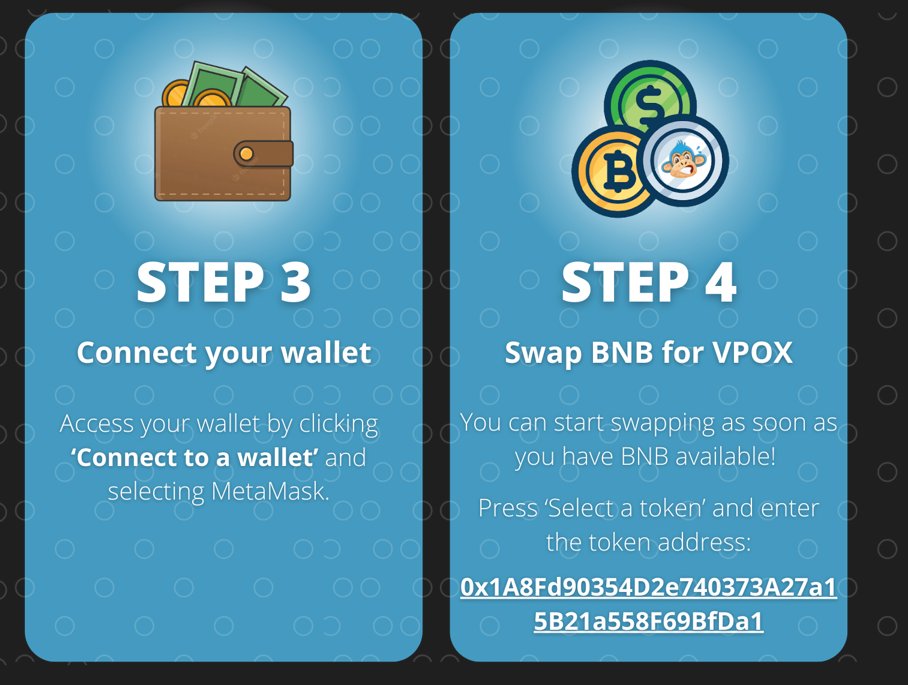 STEP 3
Connect your wallet
Access your wallet by clicking
‘Connect to a wallet’ and
selecting MetaMask.
STEP 4
Swap BNB for VPOX
You can start swapping as soon as
you have BNB available!
Press ‘Select a token’ and enter
the token address:
0x1A8Fd90354D2e740373A27a1
5B21a558F69BfDa1